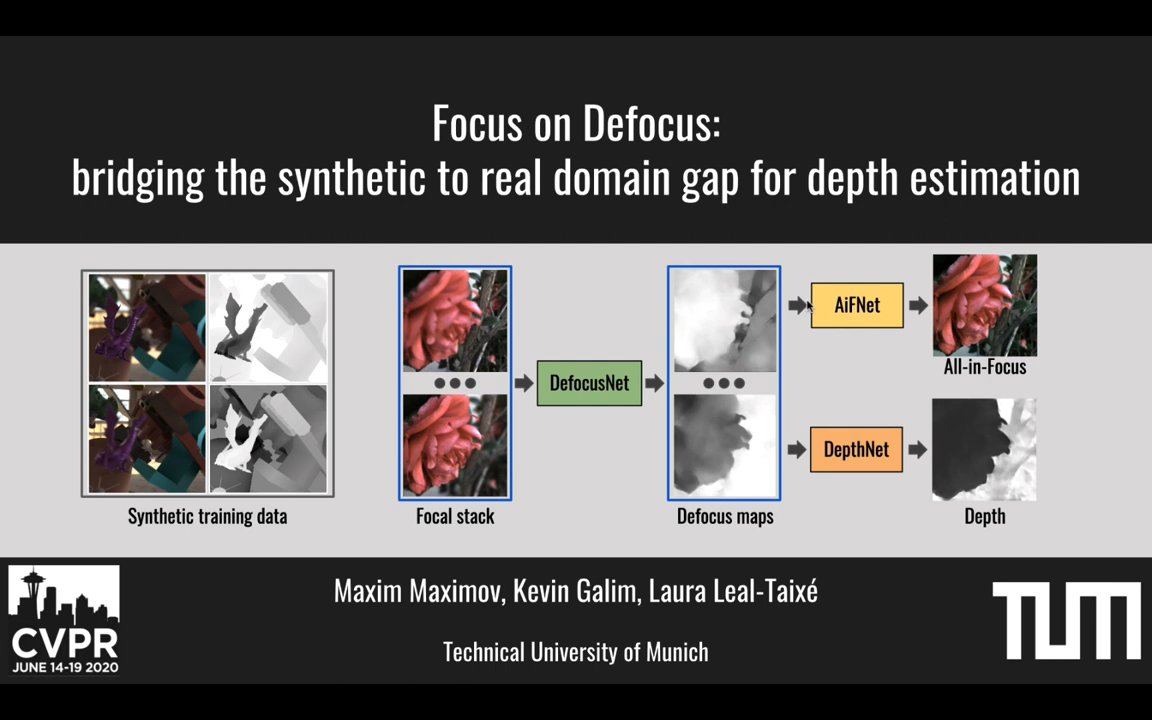 Focus on Defocus:
bridging the synthetic to real domain gap for depth estimation
AiFNet
All-in-Focus
DefocusNet
DepthNet
Synthetic training data
Focal stack
Defocus maps
Depth
Maxim Maximov, Kevin Galim, Laura Leal-Taixé
Technical University of Munich
CVPR
JUNE 14-19 2020
TUM